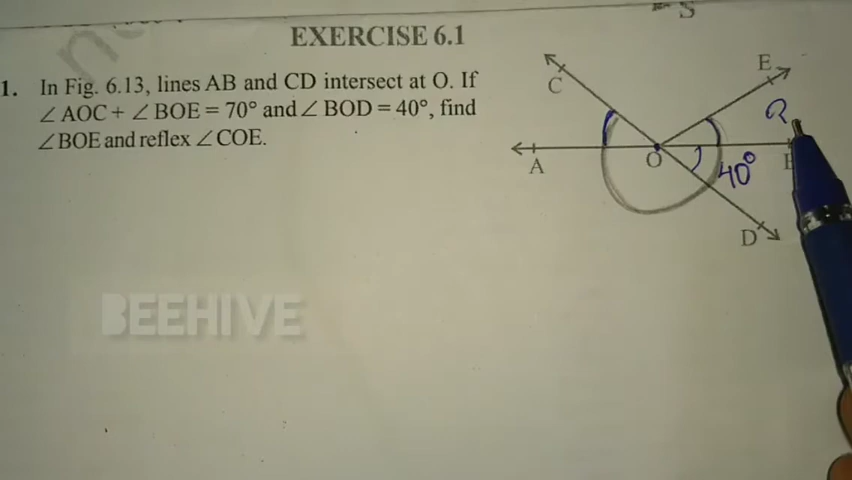 S
EXERCISE 6.1
1. In Fig. 6.13, lines AB and CD intersect at O. If
∠AOC + ∠BOE = 70° and ∠BOD = 40°, find
∠BOE and reflex ∠COE.
E
C
A
O
40°
D
BEEHIVE